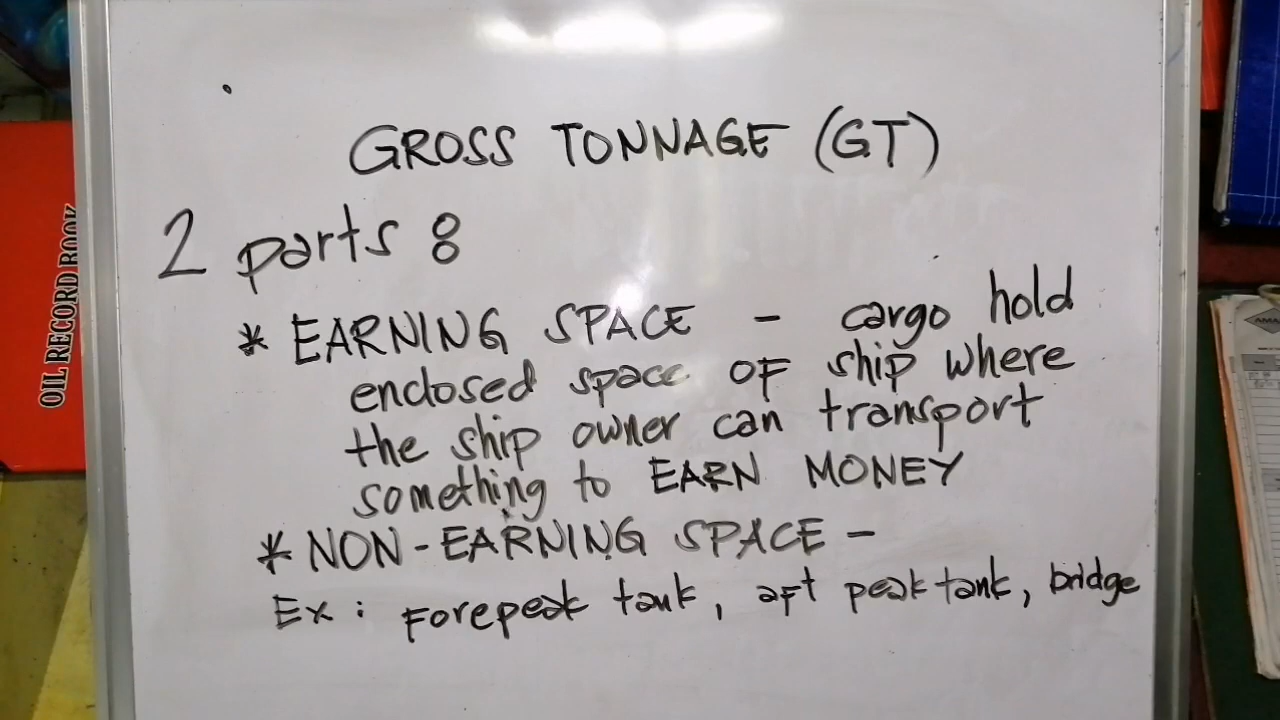 GROSS TONNAGE (GT)
2 parts :
* EARNING SPACE - cargo hold
enclosed space OF ship where
the ship owner can transport
something to EARN MONEY
* NON-EARNING SPACE -
Ex : Forepeak tank, aft peak tank, bridge
OIL RECORD BOOK